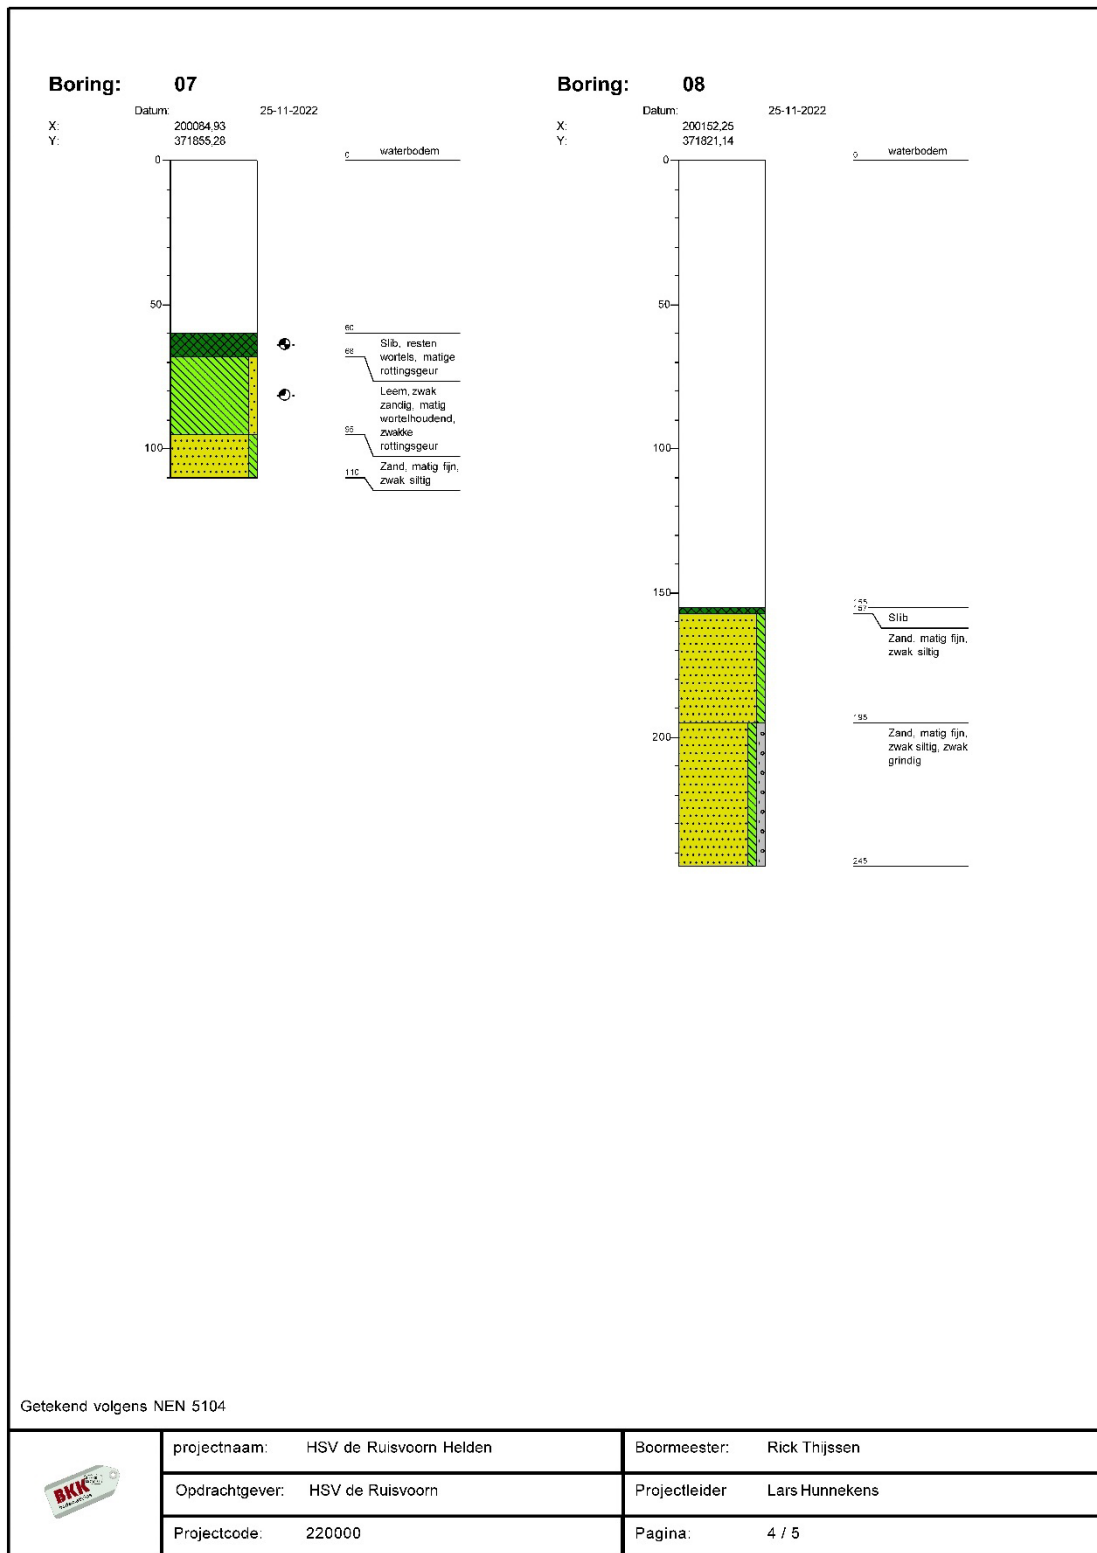 Boring: 07
Datum: 25-11-2022
X: 200084,93
Y: 371855,28
0 waterbodem
0
50
100
60
Slib, resten
wortels, matige
rottingsgeur
68
Leem, zwak
zandig, matig
wortelhoudend,
zwakke
rottingsgeur
95
Zand, matig fijn,
zwak siltig
110
Boring: 08
Datum: 25-11-2022
X: 200152,25
Y: 371821,14
0 waterbodem
0
50
100
150
200
155
157
Slib
Zand, matig fijn,
zwak siltig
195
Zand, matig fijn,
zwak siltig, zwak
grindig
245
Getekend volgens NEN 5104
BKK
projectnaam: HSV de Ruisvoorn Helden
Boormeester: Rick Thijssen
Opdrachtgever: HSV de Ruisvoorn
Projectleider Lars Hunnekens
Projectcode: 220000
Pagina: 4 / 5